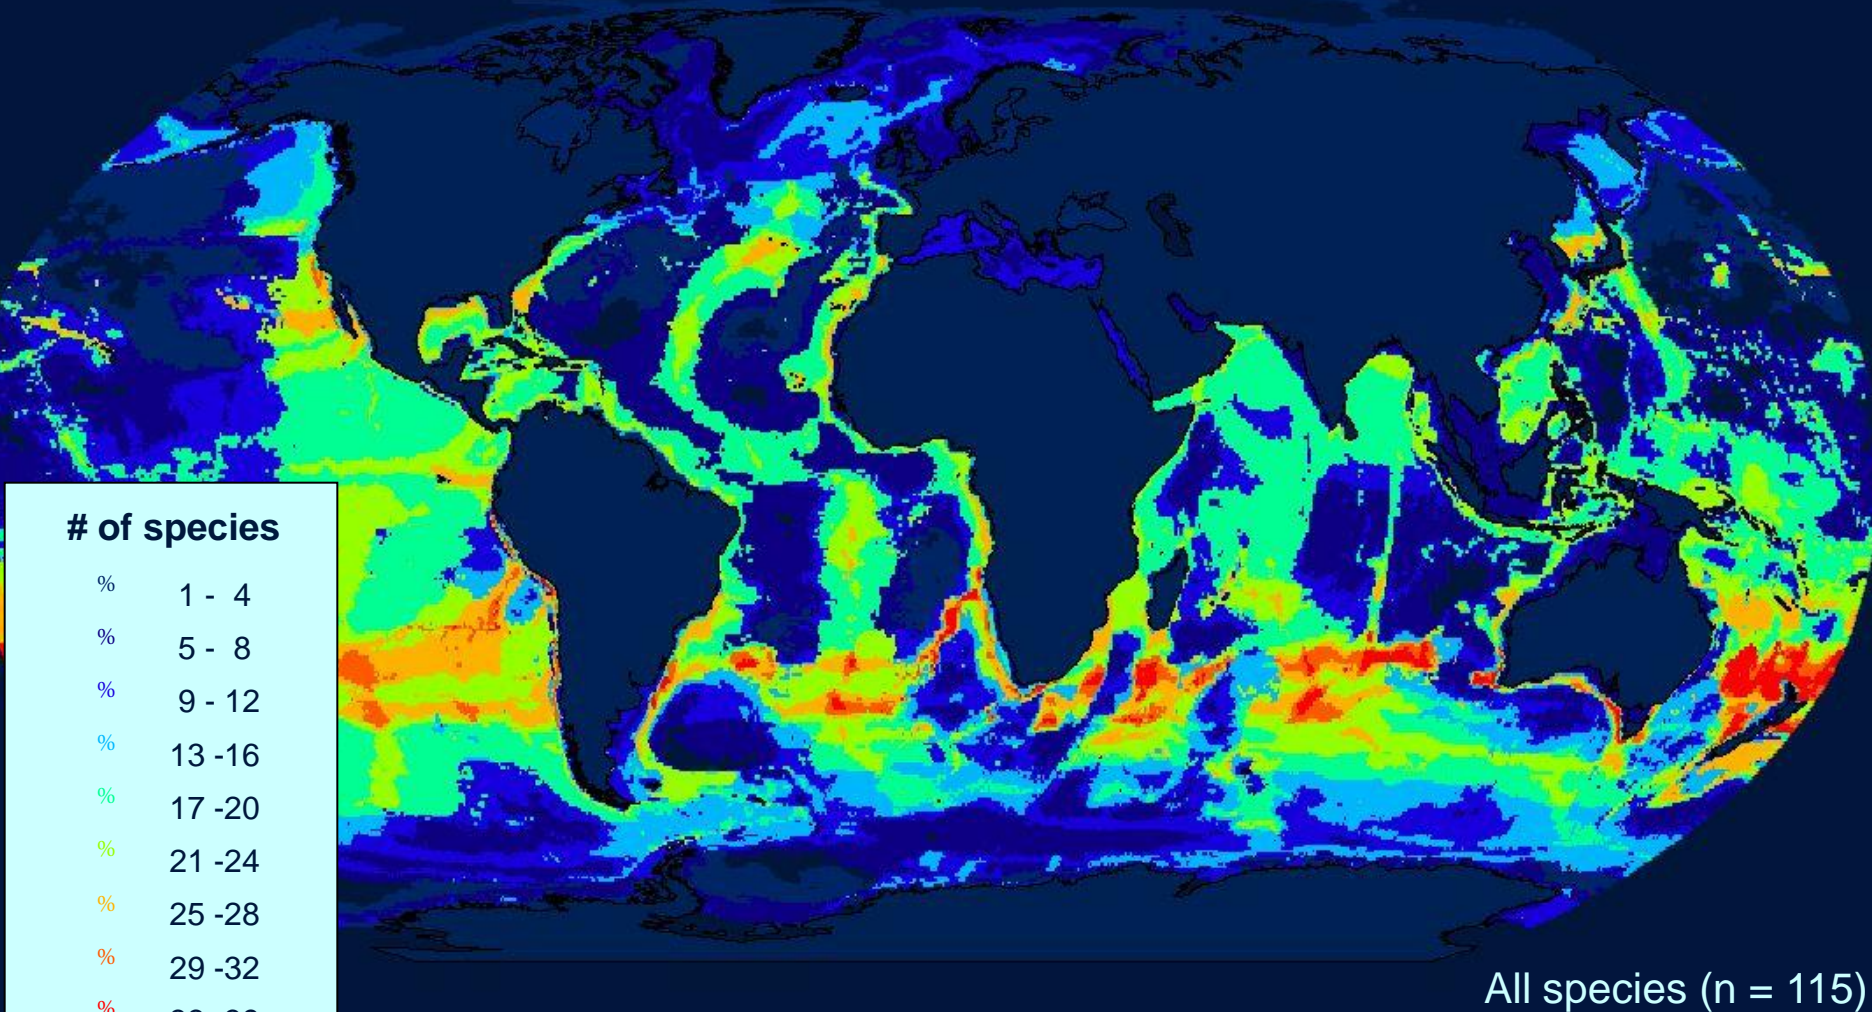 # of species
% 1 - 4
% 5 - 8
% 9 - 12
% 13 -16
% 17 -20
% 21 -24
% 25 -28
% 29 -32
%
All species (n = 115)